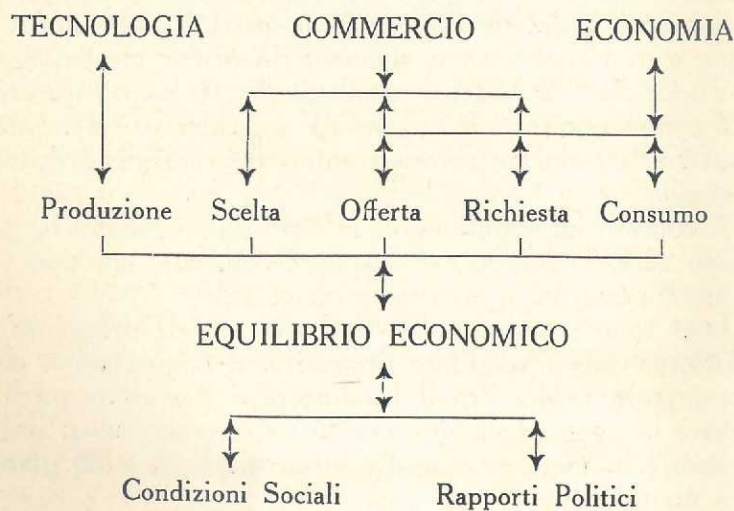 TECNOLOGIA COMMERCIO ECONOMIA
Produzione Scelta Offerta Richiesta Consumo
EQUILIBRIO ECONOMICO
Condizioni Sociali Rapporti Politici